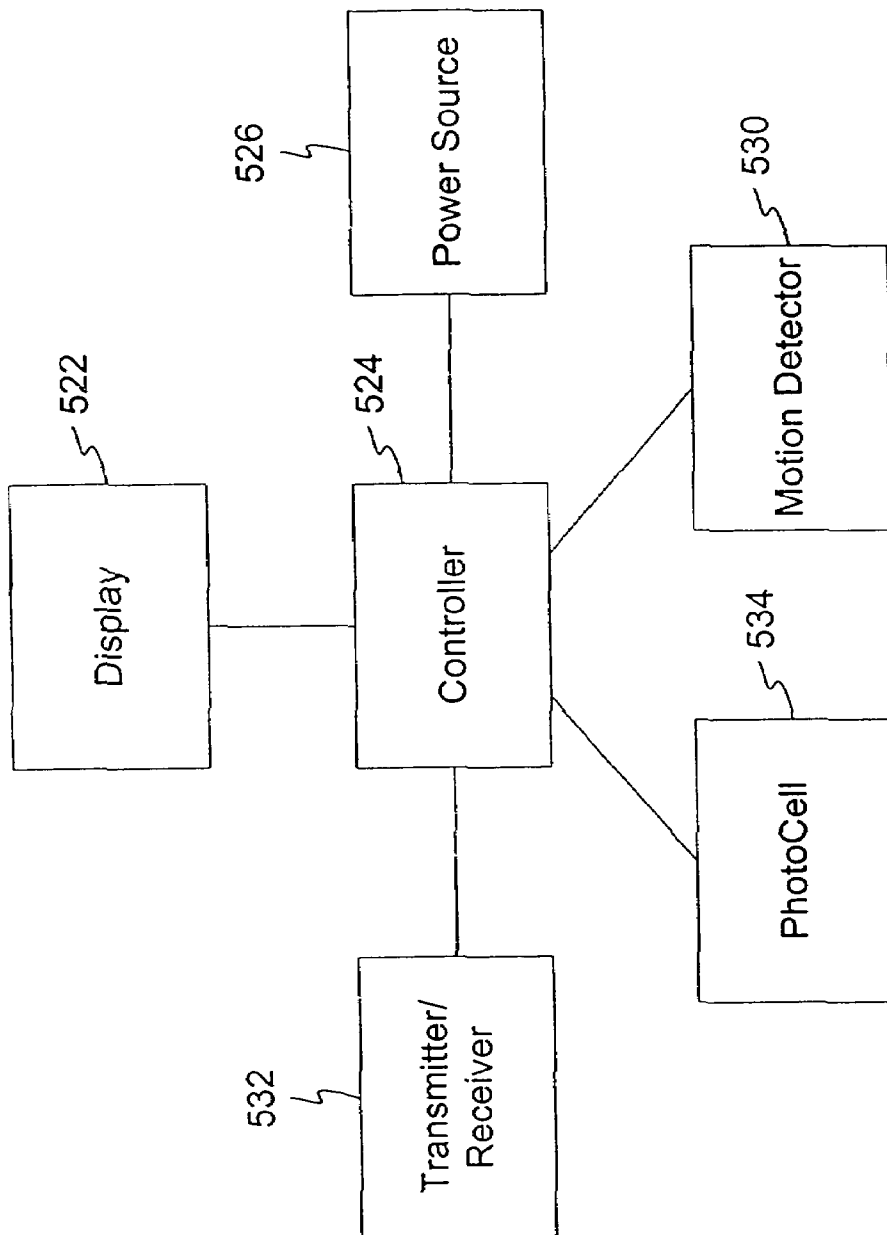 522
Display
526
Power Source
524
Controller
532
Transmitter/
Receiver
534
PhotoCell
530
Motion Detector